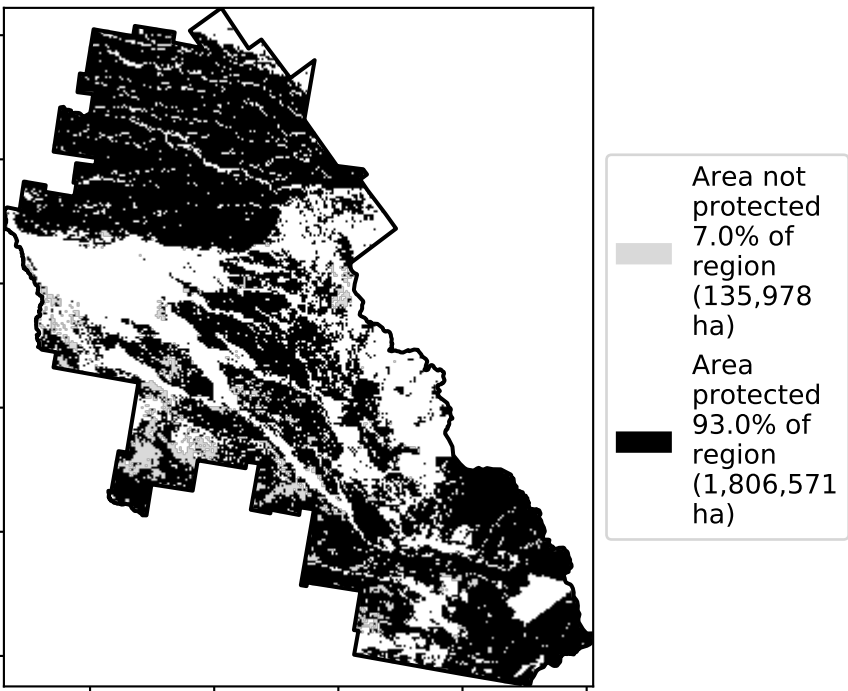 Area not
protected
7.0% of
region
(135,978
ha)
Area
protected
93.0% of
region
(1,806,571
ha)